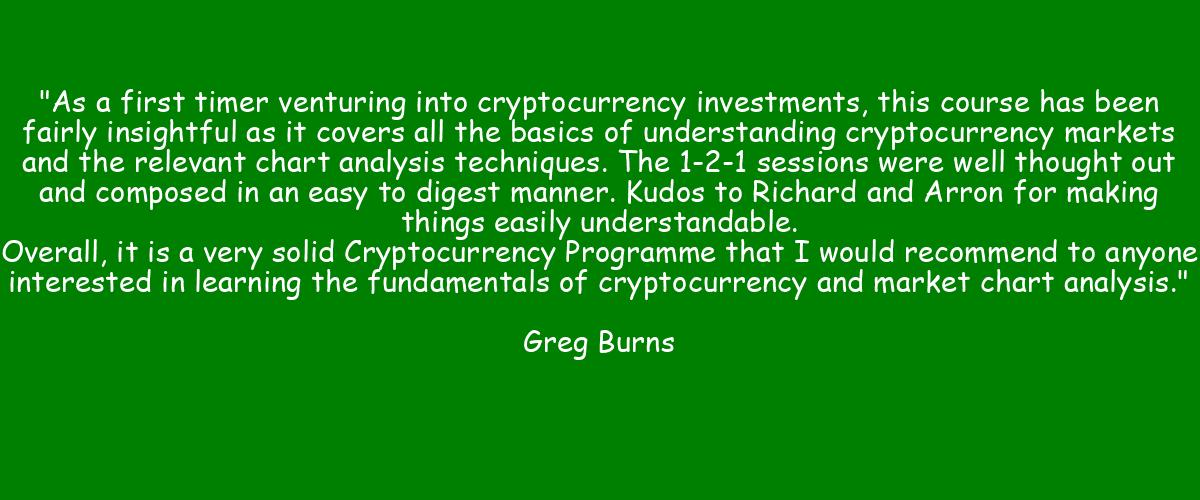 "As a first timer venturing into cryptocurrency investments, this course has been
fairly insightful as it covers all the basics of understanding cryptocurrency markets
and the relevant chart analysis techniques. The 1-2-1 sessions were well thought out
and composed in an easy to digest manner. Kudos to Richard and Arron for making
things easily understandable.
Overall, it is a very solid Cryptocurrency Programme that I would recommend to anyone
interested in learning the fundamentals of cryptocurrency and market chart analysis."
Greg Burns